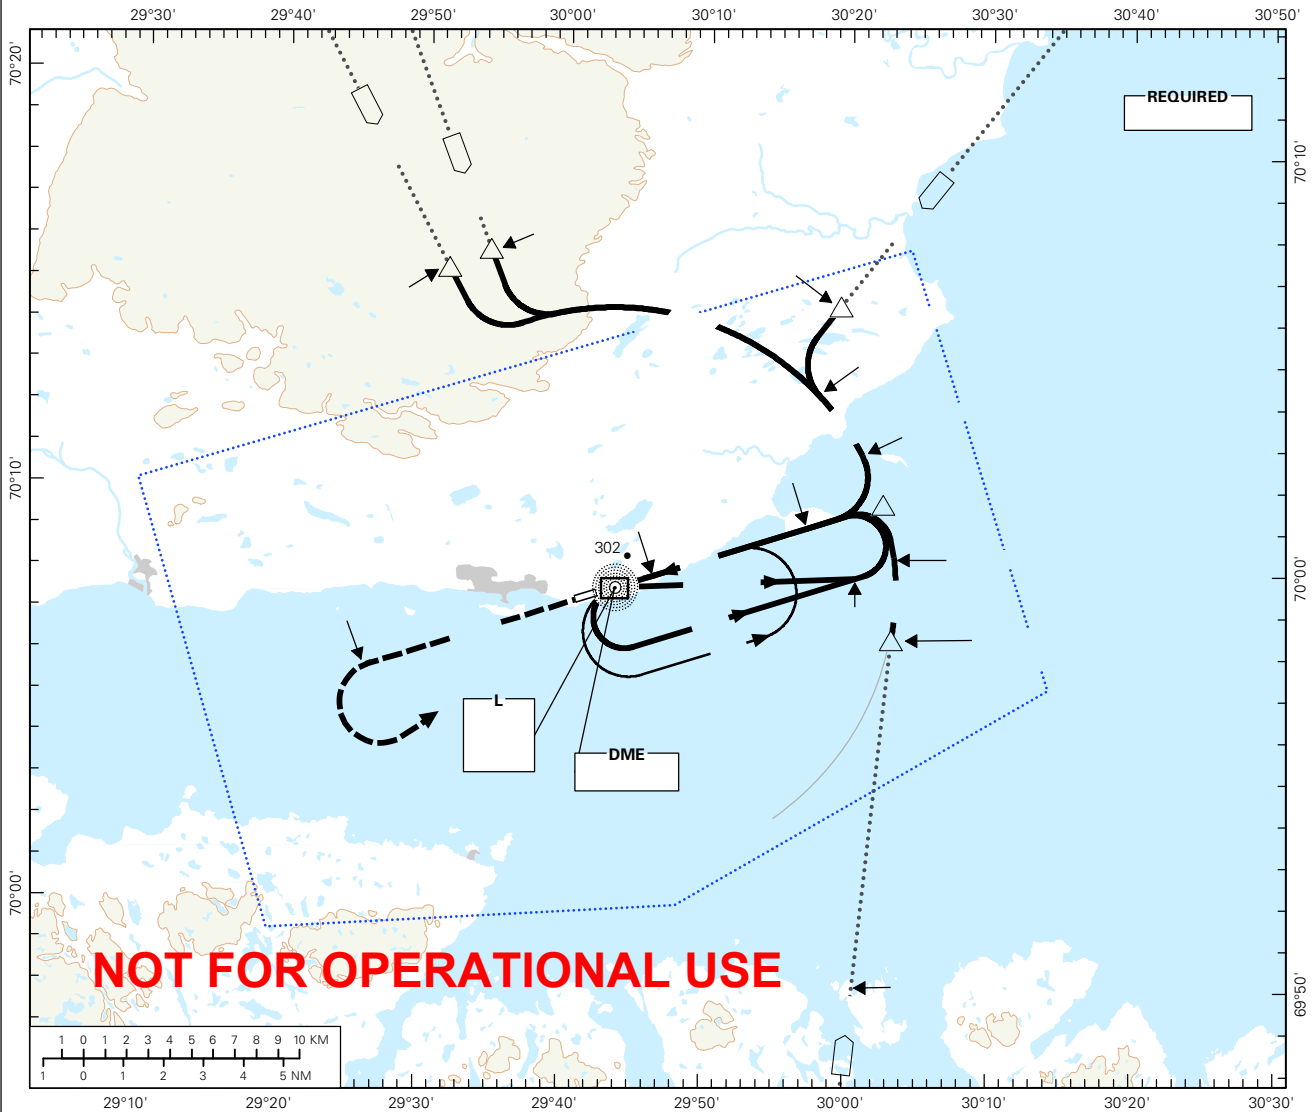 29°30' 29°40' 29°50' 30°00' 30°10' 30°20' 30°30' 30°40' 30°50'
70°20'
REQUIRED
70°10'
70°10'
302
70°00'
L
DME
70°00'
NOT FOR OPERATIONAL USE
69°50'
1 0 1 2 3 4 5 6 7 8 9 10 KM
1 0 1 2 3 4 5 NM
29°10' 29°20' 29°30' 29°40' 29°50' 30°00' 30°10' 30°20' 30°30'